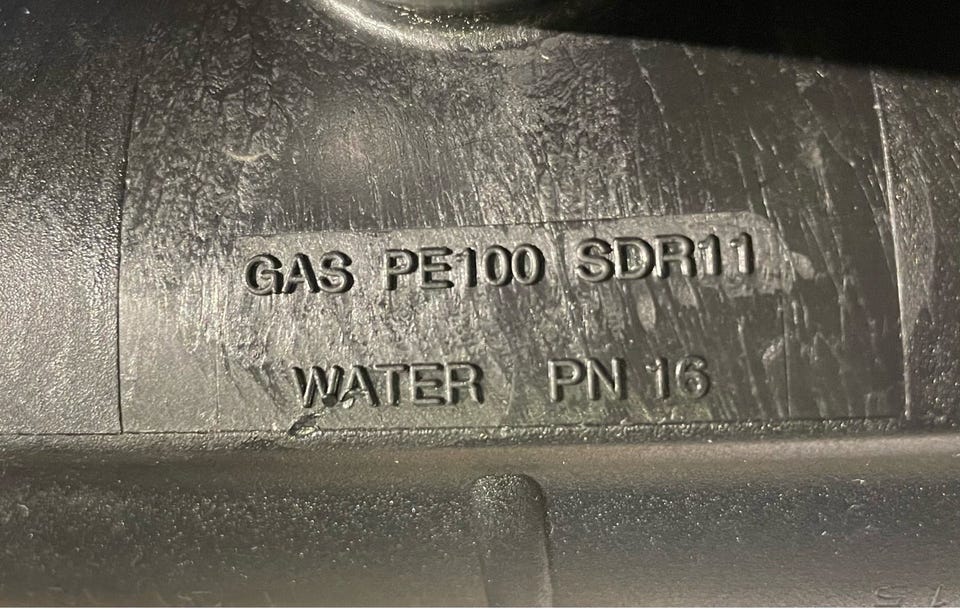 GAS PE100 SDR11
WATER PN 16